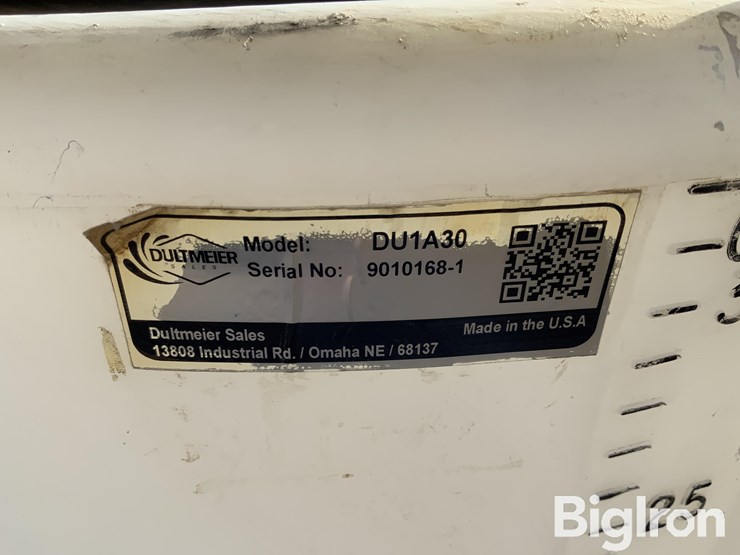 DULTMEIER
SALES
Model: DU1A30
Serial No: 9010168-1
Dultmeier Sales
Made in the U.S.A
13808 Industrial Rd. / Omaha NE / 68137
25
BigIron